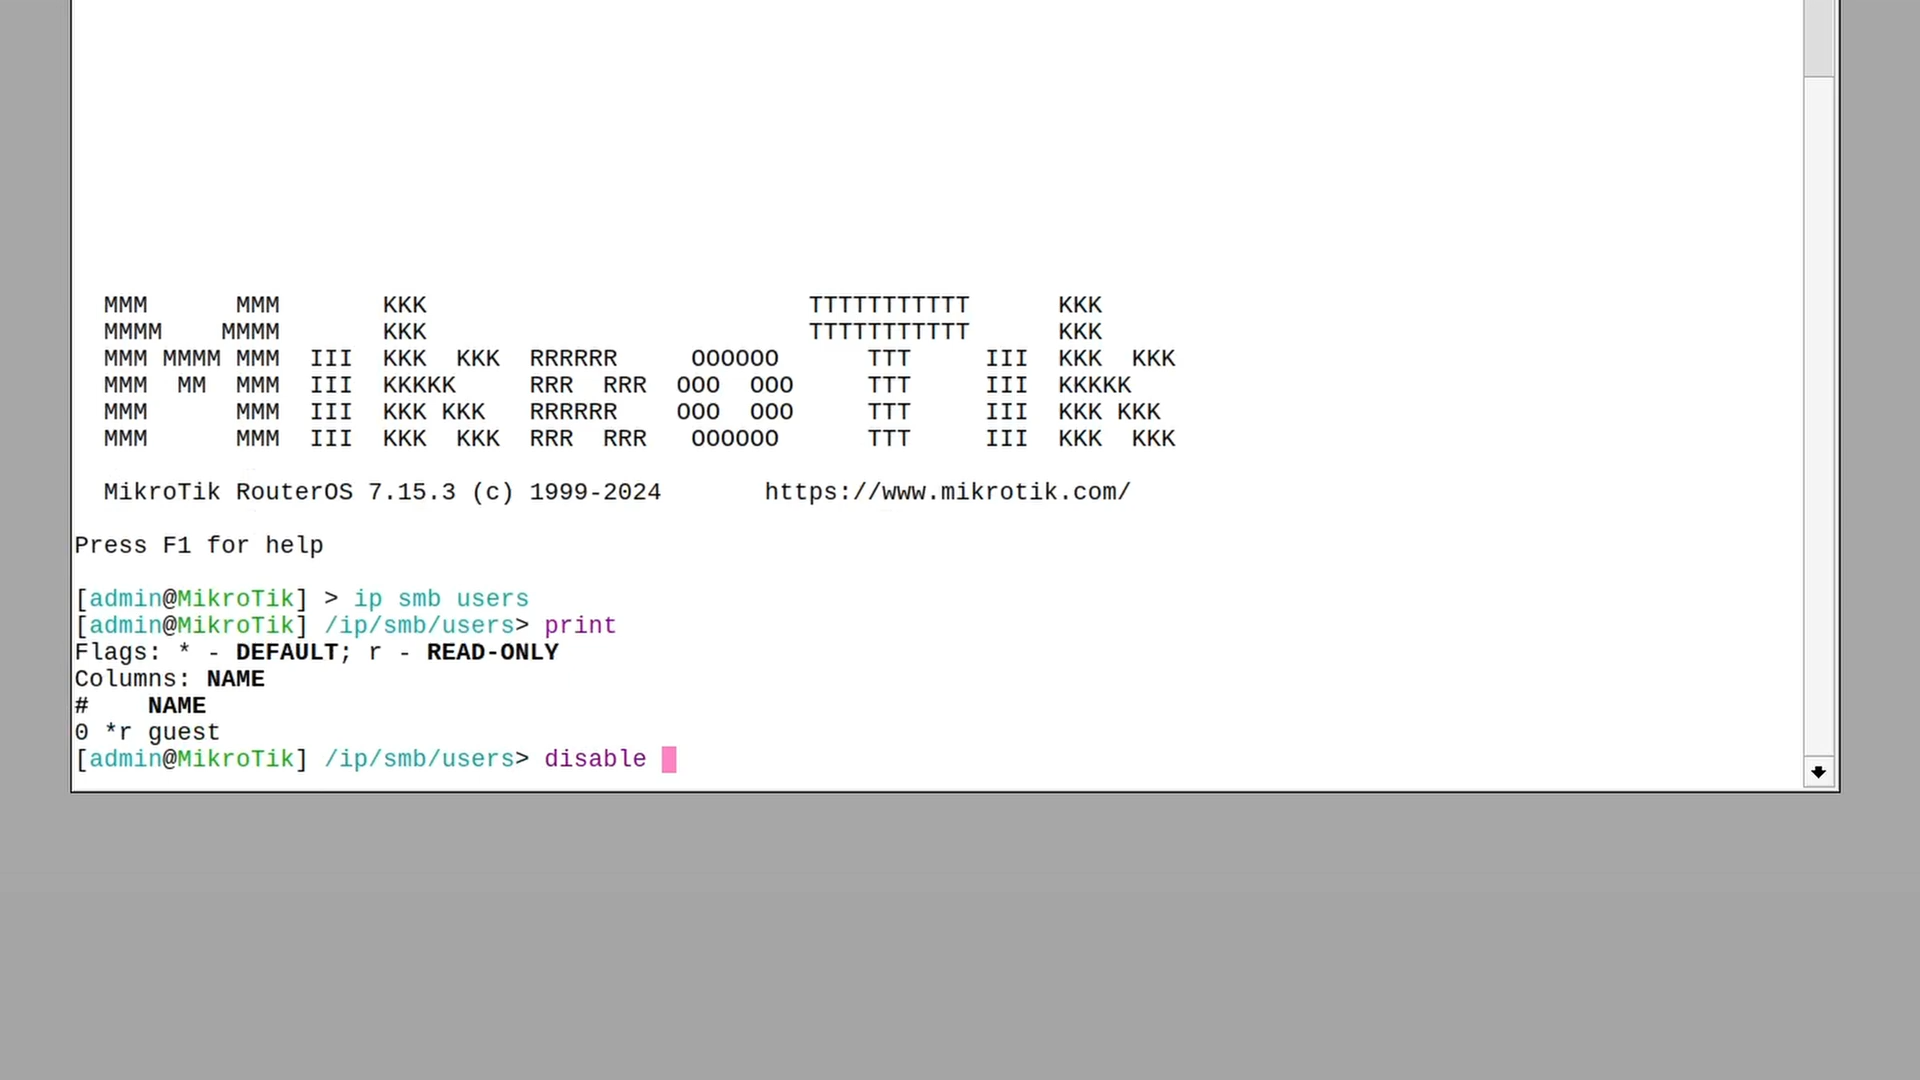 MMM      MMM       KKK                          TTTTTTTTTTT      KKK
MMMM    MMMM       KKK                          TTTTTTTTTTT      KKK
MMM MMMM MMM  III  KKK  KKK  RRRRRR     OOOOOO      TTT     III  KKK  KKK
MMM  MM  MMM  III  KKKKK     RRR  RRR  OOO  OOO     TTT     III  KKKKK
MMM      MMM  III  KKK KKK   RRRRRR    OOO  OOO     TTT     III  KKK KKK
MMM      MMM  III  KKK  KKK  RRR  RRR   OOOOOO      TTT     III  KKK  KKK
MikroTik RouterOS 7.15.3 (c) 1999-2024       https://www.mikrotik.com/
Press F1 for help
[admin@MikroTik] > ip smb users
[admin@MikroTik] /ip/smb/users> print
Flags: * - DEFAULT; r - READ-ONLY
Columns: NAME
#    NAME
0 *r guest
[admin@MikroTik] /ip/smb/users> disable